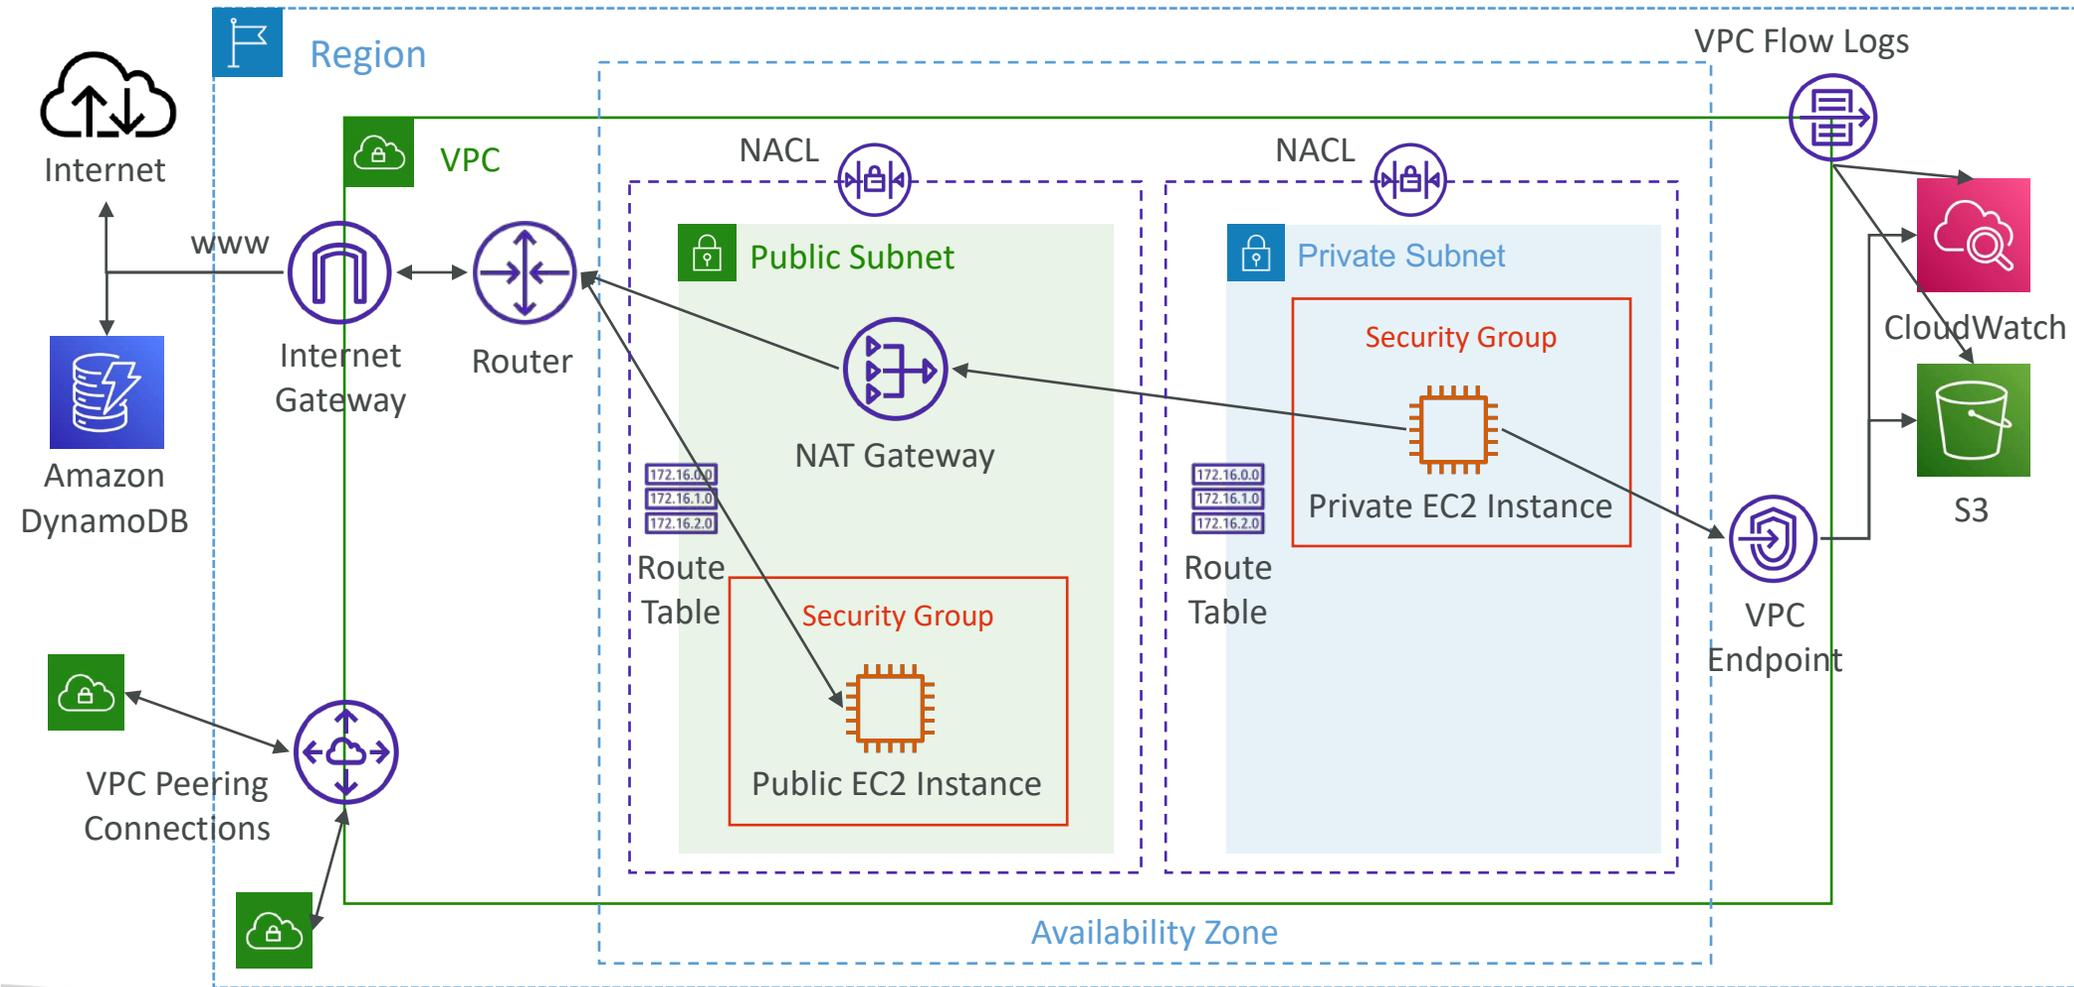 Region
VPC Flow Logs
Internet
VPC
NACL
NACL
www
Public Subnet
Private Subnet
Security Group
CloudWatch
Internet
Gateway
Router
NAT Gateway
Amazon
DynamoDB
172.16.0.0
172.16.1.0
172.16.2.0
Route
Table
172.16.0.0
172.16.1.0
172.16.2.0
Route
Table
Private EC2 Instance
S3
Security Group
VPC
Endpoint
VPC Peering
Connections
Public EC2 Instance
Availability Zone